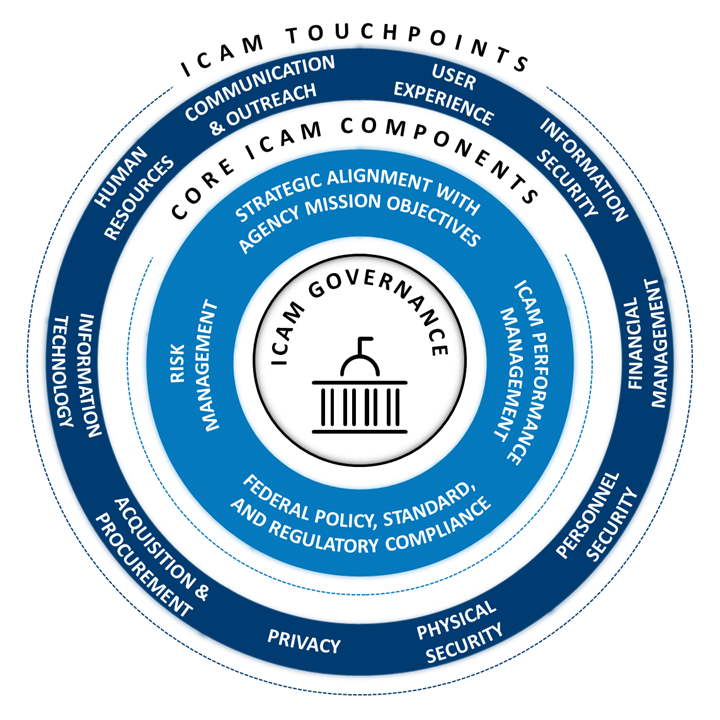 ICAM TOUCHPOINTS
COMMUNICATION
& OUTREACH
USER
EXPERIENCE
INFORMATION
SECURITY
FINANCIAL
MANAGEMENT
PERSONNEL
SECURITY
PHYSICAL
SECURITY
PRIVACY
ACQUISITION &
PROCUREMENT
INFORMATION
TECHNOLOGY
HUMAN
RESOURCES
CORE ICAM COMPONENTS
STRATEGIC ALIGNMENT WITH
AGENCY MISSION OBJECTIVES
ICAM PERFORMANCE
MANAGEMENT
FEDERAL POLICY, STANDARD,
AND REGULATORY COMPLIANCE
RISK
MANAGEMENT
ICAM GOVERNANCE